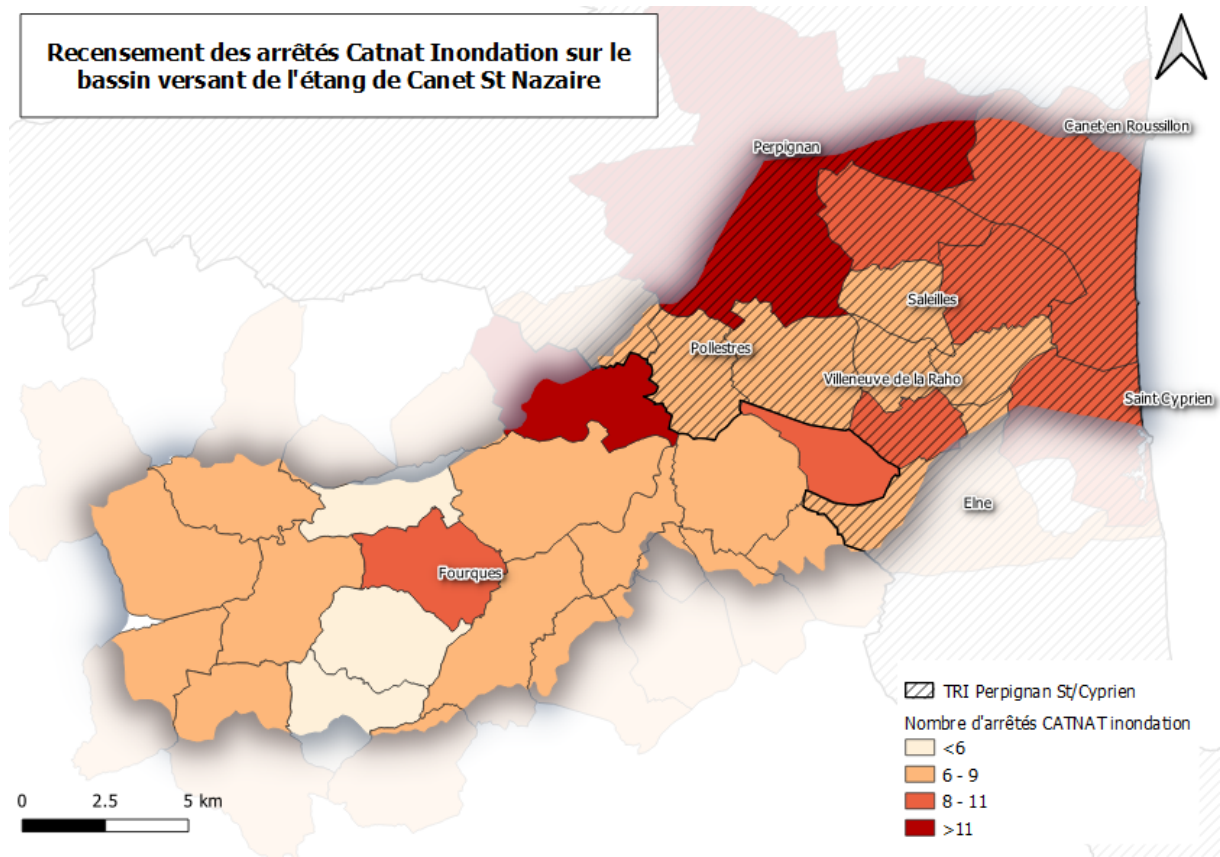 Recensement des arrêtés Catnat Inondation sur le
bassin versant de l'étang de Canet St Nazaire
Canet en Roussillon
Perpignan
Saleilles
Pollestres
Villeneuve de la Raho
Saint Cyprien
Elne
Fourques
TRI Perpignan St/Cyprien
Nombre d'arrêtés CATNAT inondation
<6
6 - 9
8 - 11
>11
0 2.5 5 km